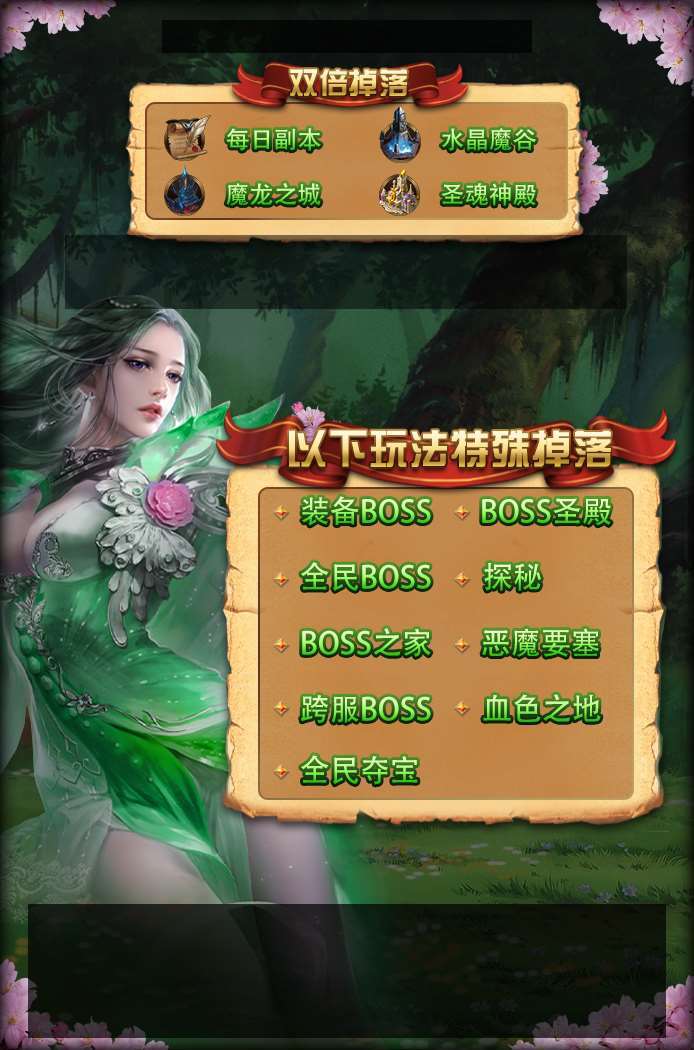 双倍掉落
每日副本 水晶魔谷
魔龙之城 圣魂神殿
以下玩法特殊掉落
装备BOSS BOSS圣殿
全民BOSS 探秘
BOSS之家 恶魔要塞
跨服BOSS 血色之地
全民夺宝